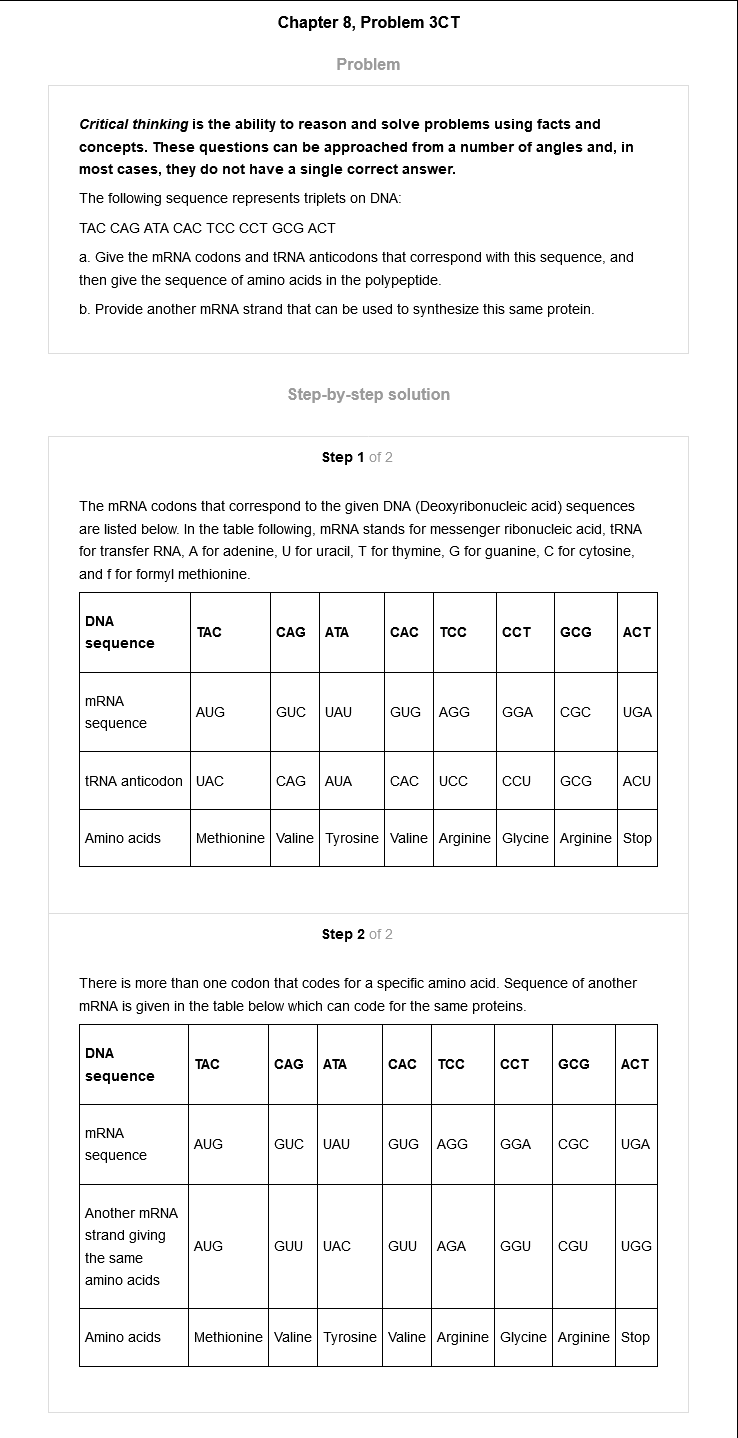 Chapter 8, Problem 3CT
Problem
Critical thinking is the ability to reason and solve problems using facts and
concepts. These questions can be approached from a number of angles and, in
most cases, they do not have a single correct answer.
The following sequence represents triplets on DNA:
TAC CAG ATA CAC TCC CCT GCG ACT
a. Give the mRNA codons and tRNA anticodons that correspond with this sequence, and
then give the sequence of amino acids in the polypeptide.
b. Provide another mRNA strand that can be used to synthesize this same protein.
Step-by-step solution
Step 1 of 2
The mRNA codons that correspond to the given DNA (Deoxyribonucleic acid) sequences
are listed below. In the table following, mRNA stands for messenger ribonucleic acid, tRNA
for transfer RNA, A for adenine, U for uracil, T for thymine, G for guanine, C for cytosine,
and f for formyl methionine.
DNA
sequence TAC CAG ATA CAC TCC CCT GCG ACT
mRNA
sequence AUG GUC UAU GUG AGG GGA CGC UGA
tRNA anticodon UAC CAG AUA CAC UCC CCU GCG ACU
Amino acids Methionine Valine Tyrosine Valine Arginine Glycine Arginine Stop
Step 2 of 2
There is more than one codon that codes for a specific amino acid. Sequence of another
mRNA is given in the table below which can code for the same proteins.
DNA
sequence TAC CAG ATA CAC TCC CCT GCG ACT
mRNA
sequence AUG GUC UAU GUG AGG GGA CGC UGA
Another mRNA
strand giving
the same
amino acids AUG GUU UAC GUU AGA GGU CGU UGG
Amino acids Methionine Valine Tyrosine Valine Arginine Glycine Arginine Stop